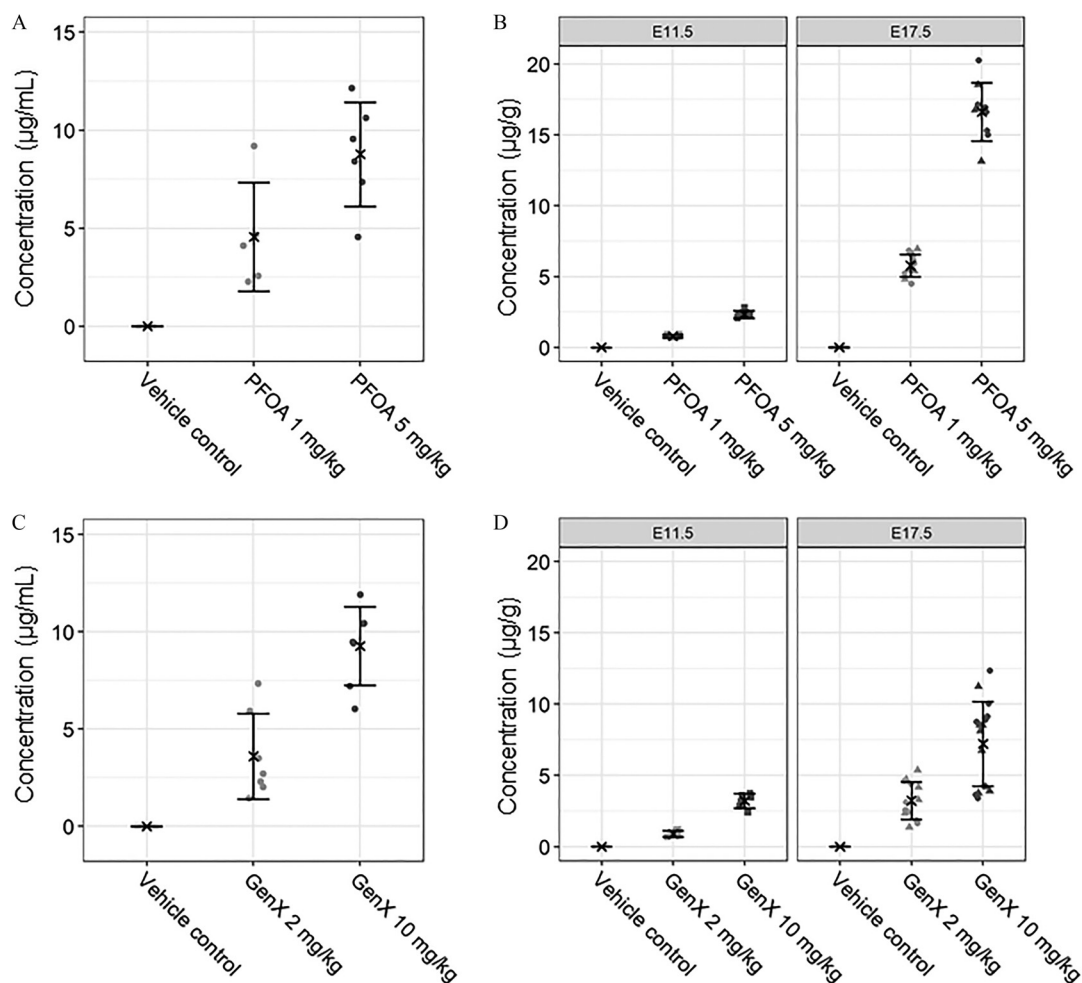 A
Concentration (µg/mL)
15
10
5
0
Vehicle control
PFOA 1 mg/kg
PFOA 5 mg/kg
B
E11.5
E17.5
Concentration (µg/g)
20
15
10
5
0
Vehicle control
PFOA 1 mg/kg
PFOA 5 mg/kg
Vehicle control
PFOA 1 mg/kg
PFOA 5 mg/kg
C
Concentration (µg/mL)
15
10
5
0
Vehicle control
GenX 2 mg/kg
GenX 10 mg/kg
D
E11.5
E17.5
Concentration (µg/g)
20
15
10
5
0
Vehicle control
GenX 2 mg/kg
GenX 10 mg/kg
Vehicle control
GenX 2 mg/kg
GenX 10 mg/kg